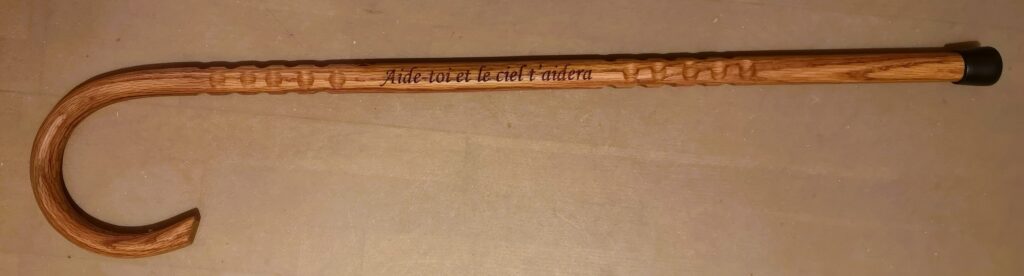 Aide-toi et le ciel t'aidera